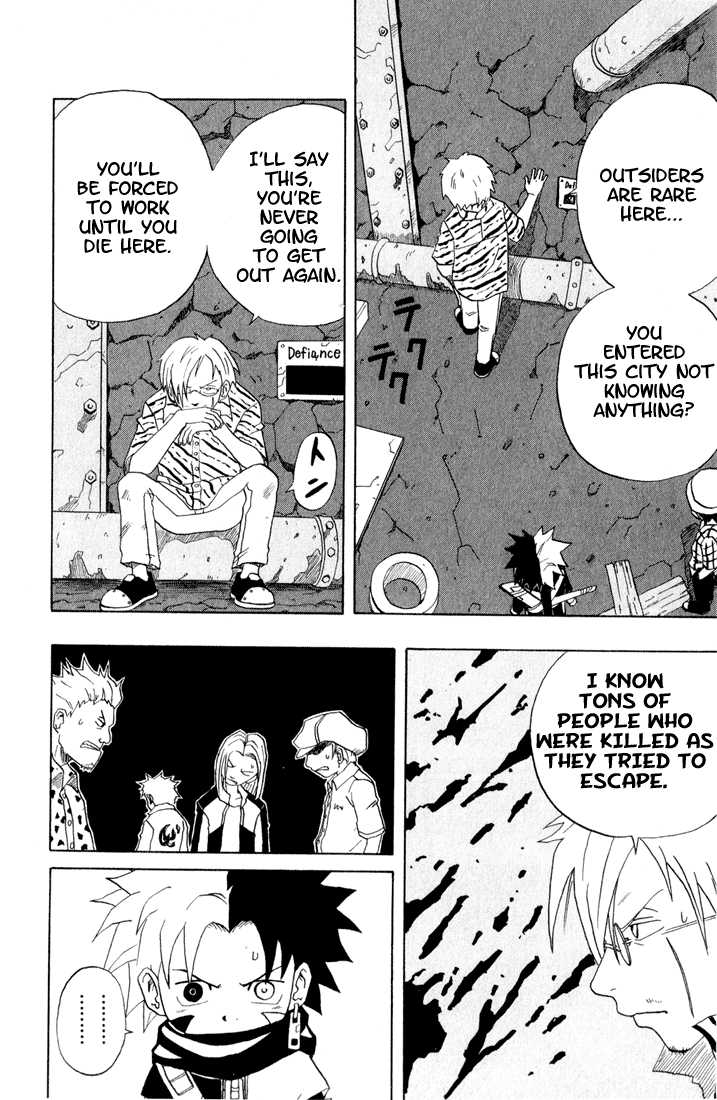 OUTSIDERS
ARE RARE
HERE...
Def
YOU
ENTERED
THIS CITY NOT
KNOWING
ANYTHING?
テク
テク
I'LL SAY
THIS,
YOU'RE
NEVER
GOING
TO GET
OUT AGAIN.
YOU'LL
BE FORCED
TO WORK
UNTIL YOU
DIE HERE.
Defiance
トン
I KNOW
TONS OF
PEOPLE WHO
WERE KILLED AS
THEY TRIED TO
ESCAPE.
………